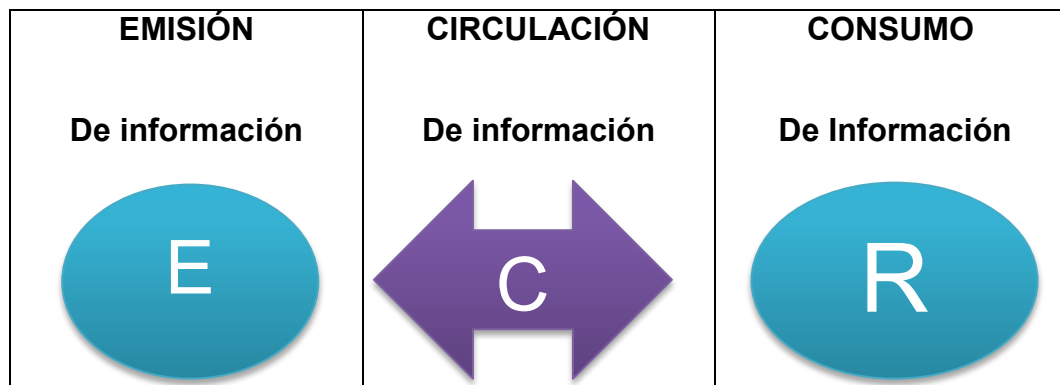 EMISIÓN
De información
E
CIRCULACIÓN
De información
C
CONSUMO
De Información
R